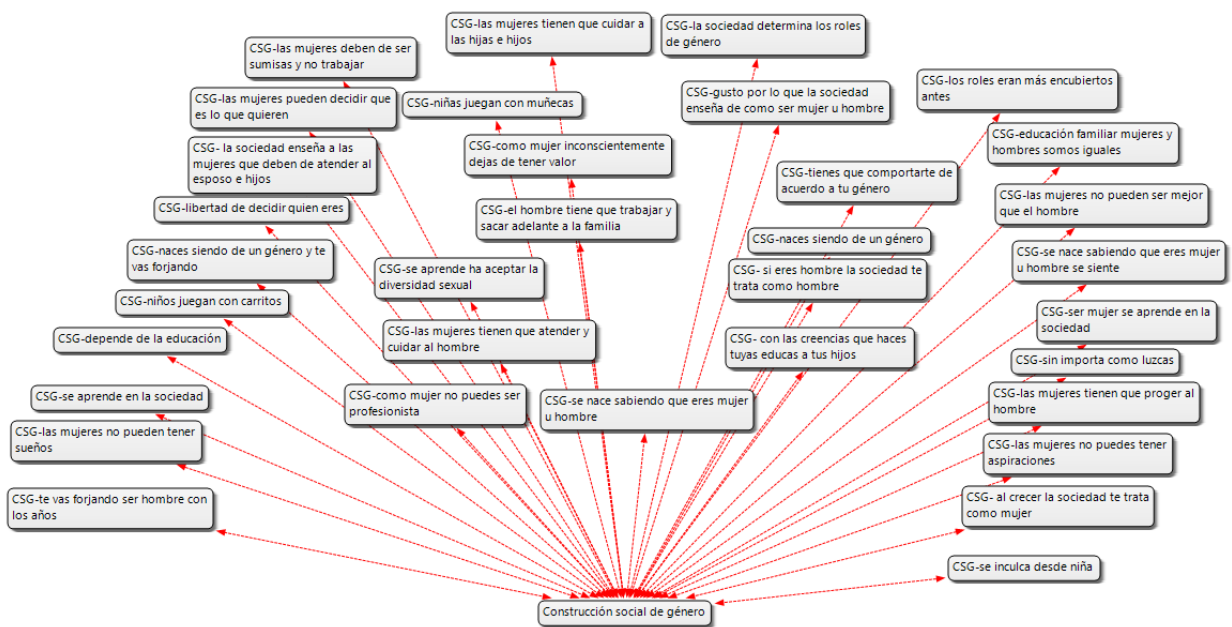 CSG-las mujeres tienen que cuidar a
las hijas e hijos
CSG-la sociedad determina los roles
de género
CSG-las mujeres deben de ser
sumisas y no trabajar
CSG-los roles eran más encubiertos
antes
CSG-las mujeres pueden decidir que
es lo que quieren
CSG-niñas juegan con muñecas
CSG-gusto por lo que la sociedad
enseña de como ser mujer u hombre
CSG-educación familiar mujeres y
hombres somos iguales
CSG- la sociedad enseña a las
mujeres que deben de atender al
esposo e hijos
CSG-como mujer inconscientemente
dejas de tener valor
CSG-tienes que comportarte de
acuerdo a tu género
CSG-las mujeres no pueden ser mejor
que el hombre
CSG-libertad de decidir quien eres
CSG-el hombre tiene que trabajar y
sacar adelante a la familia
CSG-naces siendo de un género
CSG-naces siendo de un género y te
vas forjando
CSG-se nace sabiendo que eres mujer
u hombre se siente
CSG-se aprende ha aceptar la
diversidad sexual
CSG- si eres hombre la sociedad te
trata como hombre
CSG-niños juegan con carritos
CSG-ser mujer se aprende en la
sociedad
CSG-depende de la educación
CSG-las mujeres tienen que atender y
cuidar al hombre
CSG- con las creencias que haces
tuyas educas a tus hijos
CSG-sin importa como luzcas
CSG-se aprende en la sociedad
CSG-como mujer no puedes ser
profesionista
CSG-se nace sabiendo que eres mujer
u hombre
CSG-las mujeres tienen que proger al
hombre
CSG-las mujeres no pueden tener
sueños
CSG-las mujeres no puedes tener
aspiraciones
CSG-te vas forjando ser hombre con
los años
CSG- al crecer la sociedad te trata
como mujer
CSG-se inculca desde niña
Construcción social de género